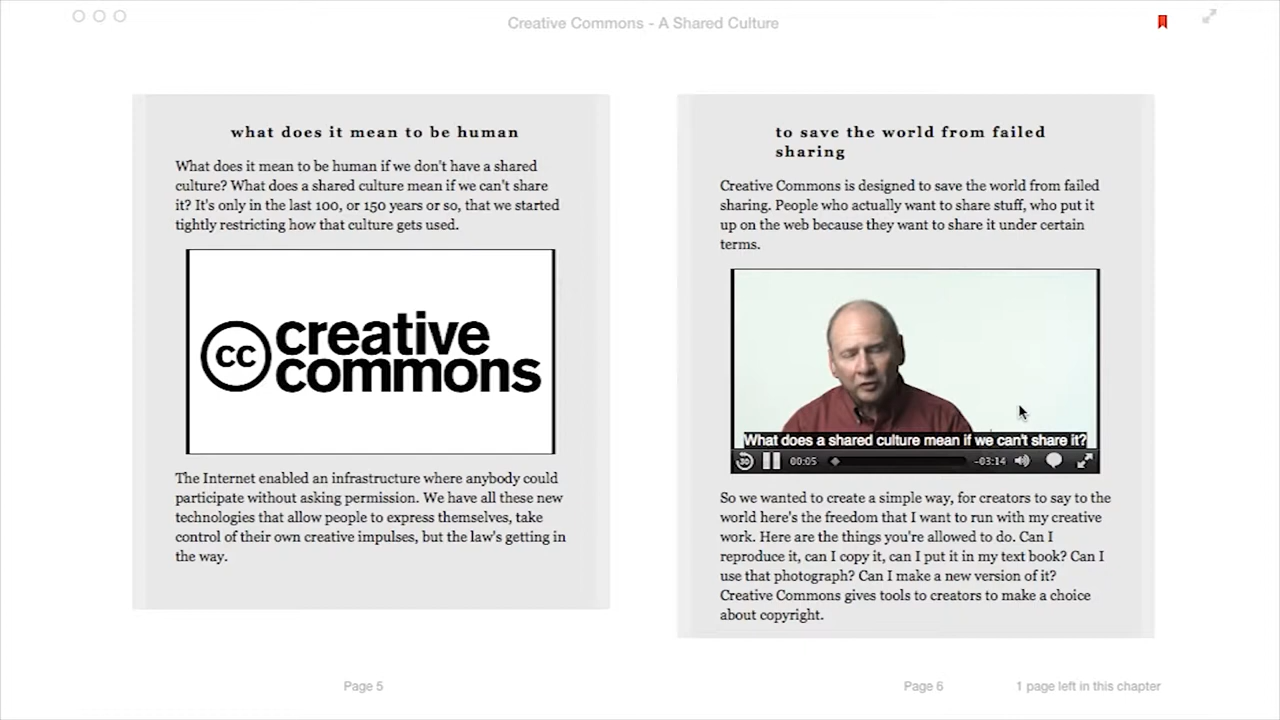 Creative Commons - A Shared Culture
what does it mean to be human
What does it mean to be human if we don't have a shared
culture? What does a shared culture mean if we can't share
it? It's only in the last 100, or 150 years or so, that we started
tightly restricting how that culture gets used.
cc creative
commons
The Internet enabled an infrastructure where anybody could
participate without asking permission. We have all these new
technologies that allow people to express themselves, take
control of their own creative impulses, but the law's getting in
the way.
Page 5
to save the world from failed
sharing
Creative Commons is designed to save the world from failed
sharing. People who actually want to share stuff, who put it
up on the web because they want to share it under certain
terms.
What does a shared culture mean if we can't share it?
30 00:05 -03:14
So we wanted to create a simple way, for creators to say to the
world here's the freedom that I want to run with my creative
work. Here are the things you're allowed to do. Can I
reproduce it, can I copy it, can I put it in my text book? Can I
use that photograph? Can I make a new version of it?
Creative Commons gives tools to creators to make a choice
about copyright.
Page 6
1 page left in this chapter